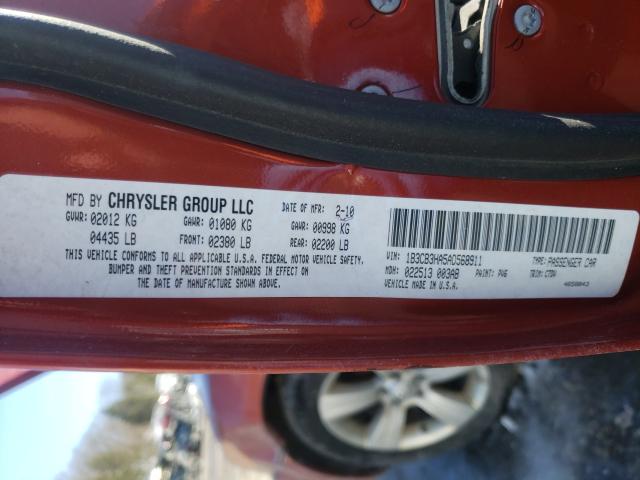 MFD BY CHRYSLER GROUP LLC DATE OF MFR: 2-10
GVWR: 02012 KG GAWR: 01080 KG GAWR: 00998 KG
04435 LB FRONT: 02380 LB REAR: 02200 LB
THIS VEHICLE CONFORMS TO ALL APPLICABLE U.S.A. FEDERAL MOTOR VEHICLE SAFETY,
BUMPER AND THEFT PREVENTION STANDARDS IN EFFECT ON
THE DATE OF MANUFACTURE SHOWN ABOVE.
VIN: 1B3CB3HA5AD568911 TYPE: PASSENGER CAR
MDH: 022513 003AB PAINT: PV6 TRIM: C7DV
VEHICLE MADE IN U.S.A. 4658043